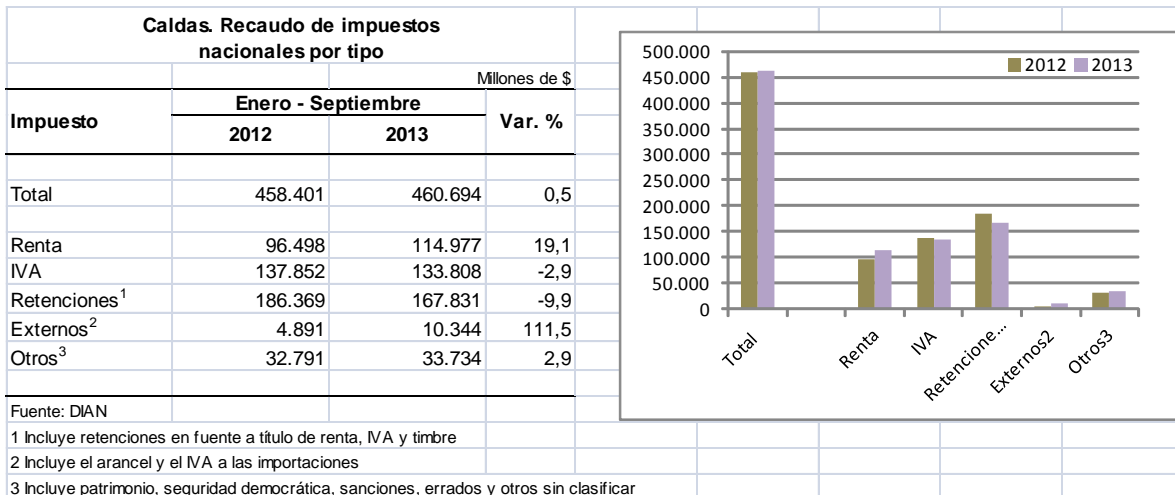 Caldas. Recaudo de impuestos
nacionales por tipo
Millones de $
Impuesto
Enero - Septiembre
Var. %
2012 2013
Total 458.401 460.694 0,5
Renta 96.498 114.977 19,1
IVA 137.852 133.808 -2,9
Retenciones1 186.369 167.831 -9,9
Externos2 4.891 10.344 111,5
Otros3 32.791 33.734 2,9
Fuente: DIAN
1 Incluye retenciones en fuente a título de renta, IVA y timbre
2 Incluye el arancel y el IVA a las importaciones
3 Incluye patrimonio, seguridad democrática, sanciones, errados y otros sin clasificar
2012 2013
500.000
450.000
400.000
350.000
300.000
250.000
200.000
150.000
100.000
50.000
0
Total Renta IVA Retencione... Externos2 Otros3